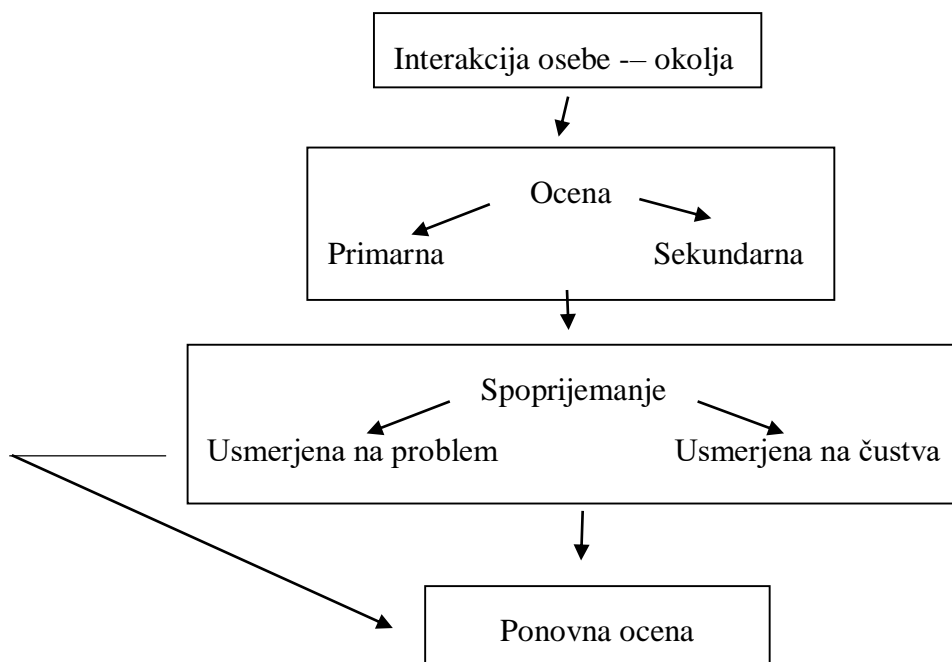 Interakcija osebe -– okolja
Ocena
Primarna Sekundarna
Spoprijemanje
Usmerjena na problem Usmerjena na čustva
Ponovna ocena